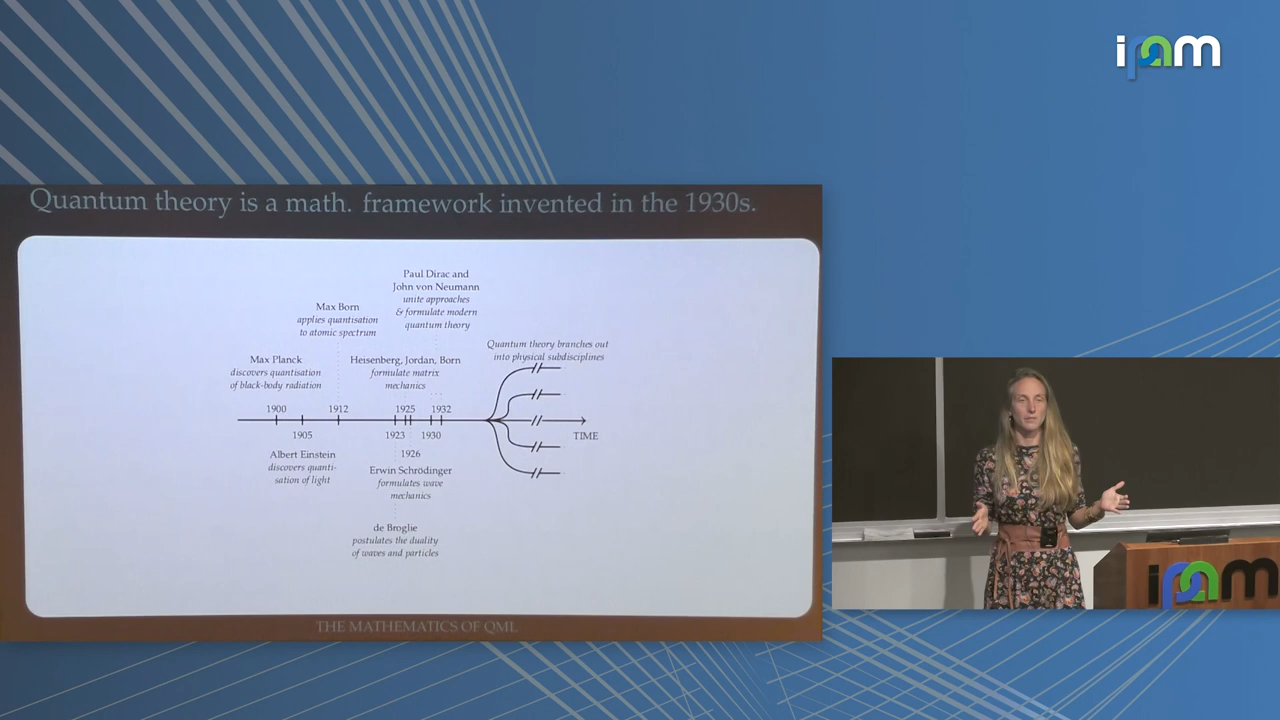 ipam
Quantum theory is a math. framework invented in the 1930s.
Paul Dirac and
John von Neumann
unite approaches
& formulate modern
quantum theory
Max Born
applies quantisation
to atomic spectrum
Quantum theory branches out
into physical subdisciplines
Max Planck
discovers quantisation
of black-body radiation
Heisenberg, Jordan, Born
formulate matrix
mechanics
1900
1912
1925
1932
TIME
1905
1923
1930
1926
Albert Einstein
discovers quanti-
sation of light
Erwin Schrödinger
formulates wave
mechanics
de Broglie
postulates the duality
of waves and particles
THE MATHEMATICS OF QML
ipam